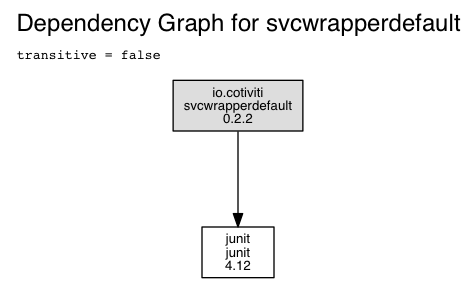 Dependency Graph for svcwrapperdefault
transitive = false
io.cotiviti
svcwrapperdefault
0.2.2
junit
junit
4.12